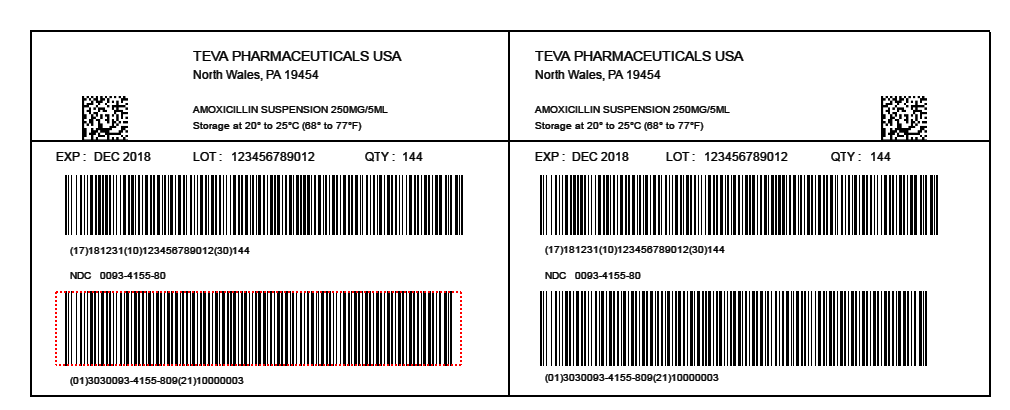 TEVA PHARMACEUTICALS USA
North Wales, PA 19454
AMOXICILLIN SUSPENSION 250MG/5ML
Storage at 20° to 25°C (68° to 77°F)
EXP : DEC 2018 LOT : 123456789012 QTY : 144
(17)181231(10)123456789012(30)144
NDC 0093-4155-80
(01)3030093-4155-809(21)10000003
TEVA PHARMACEUTICALS USA
North Wales, PA 19454
AMOXICILLIN SUSPENSION 250MG/5ML
Storage at 20° to 25°C (68° to 77°F)
EXP : DEC 2018 LOT : 123456789012 QTY : 144
(17)181231(10)123456789012(30)144
NDC 0093-4155-80
(01)3030093-4155-809(21)10000003